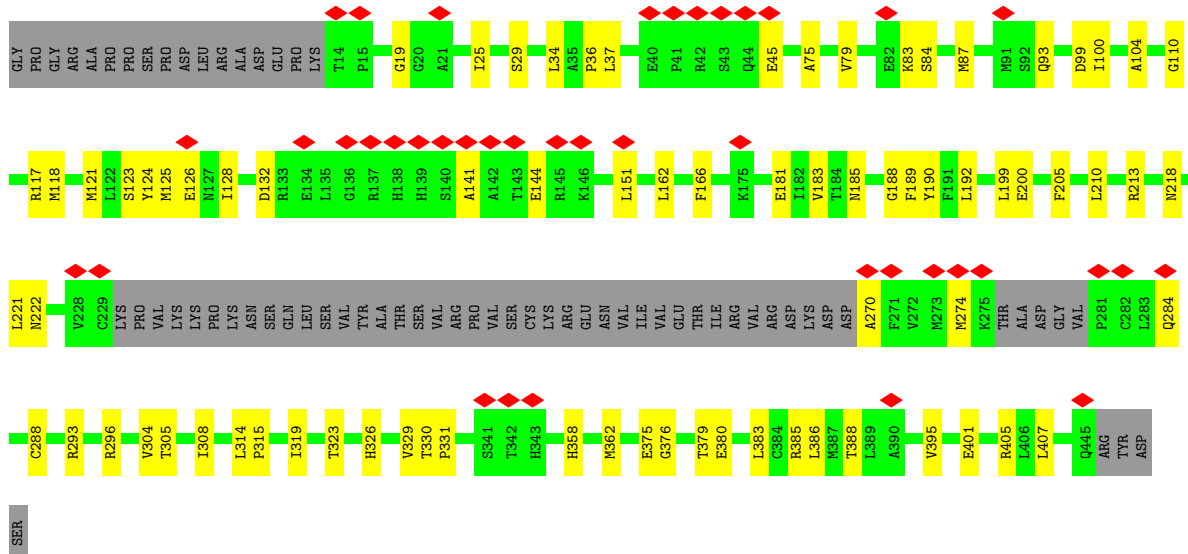 GLY PRO GLY ARG ALA PRO PRO SER PRO ASP LEU ARG ALA ASP GLU PRO LYS T14 P15 G19 G20 A21 I25 S29 L34 A35 P36 L37 E40 P41 R42 S43 Q44 E45 A75 V79 E82 K83 S84 M87 M91 S92 Q93 D99 I100 A104 G110
R117 M118 M121 L122 S123 Y124 M125 E126 N127 I128 D132 R133 E134 L135 G136 R137 H138 H139 S140 A141 A142 T143 E144 R145 K146 L151 L162 F166 K175 E181 I182 V183 T184 N185 G188 F189 Y190 F191 L192 L199 E200 F205 L210 R213 N218
L221 N222 V228 C229 LYS PRO VAL LYS LYS PRO LYS ASN SER GLN LEU SER VAL TYR ALA THR SER VAL ARG PRO VAL SER CYS LYS ARG GLU ASN VAL ILE VAL GLU THR ILE ARG VAL ARG ASP LYS ASP ASP A270 F271 V272 M273 M274 K275 THR ALA ASP GLY VAL P281 C282 L283 Q284
C288 R293 R296 V304 T305 I308 L314 P315 I319 T323 H326 V329 T330 P331 S341 T342 H343 H358 M362 E375 G376 T379 E380 L383 C384 R385 L386 M387 T388 L389 A390 V395 E401 R405 L406 L407 Q445 ARG TYR ASP
SER